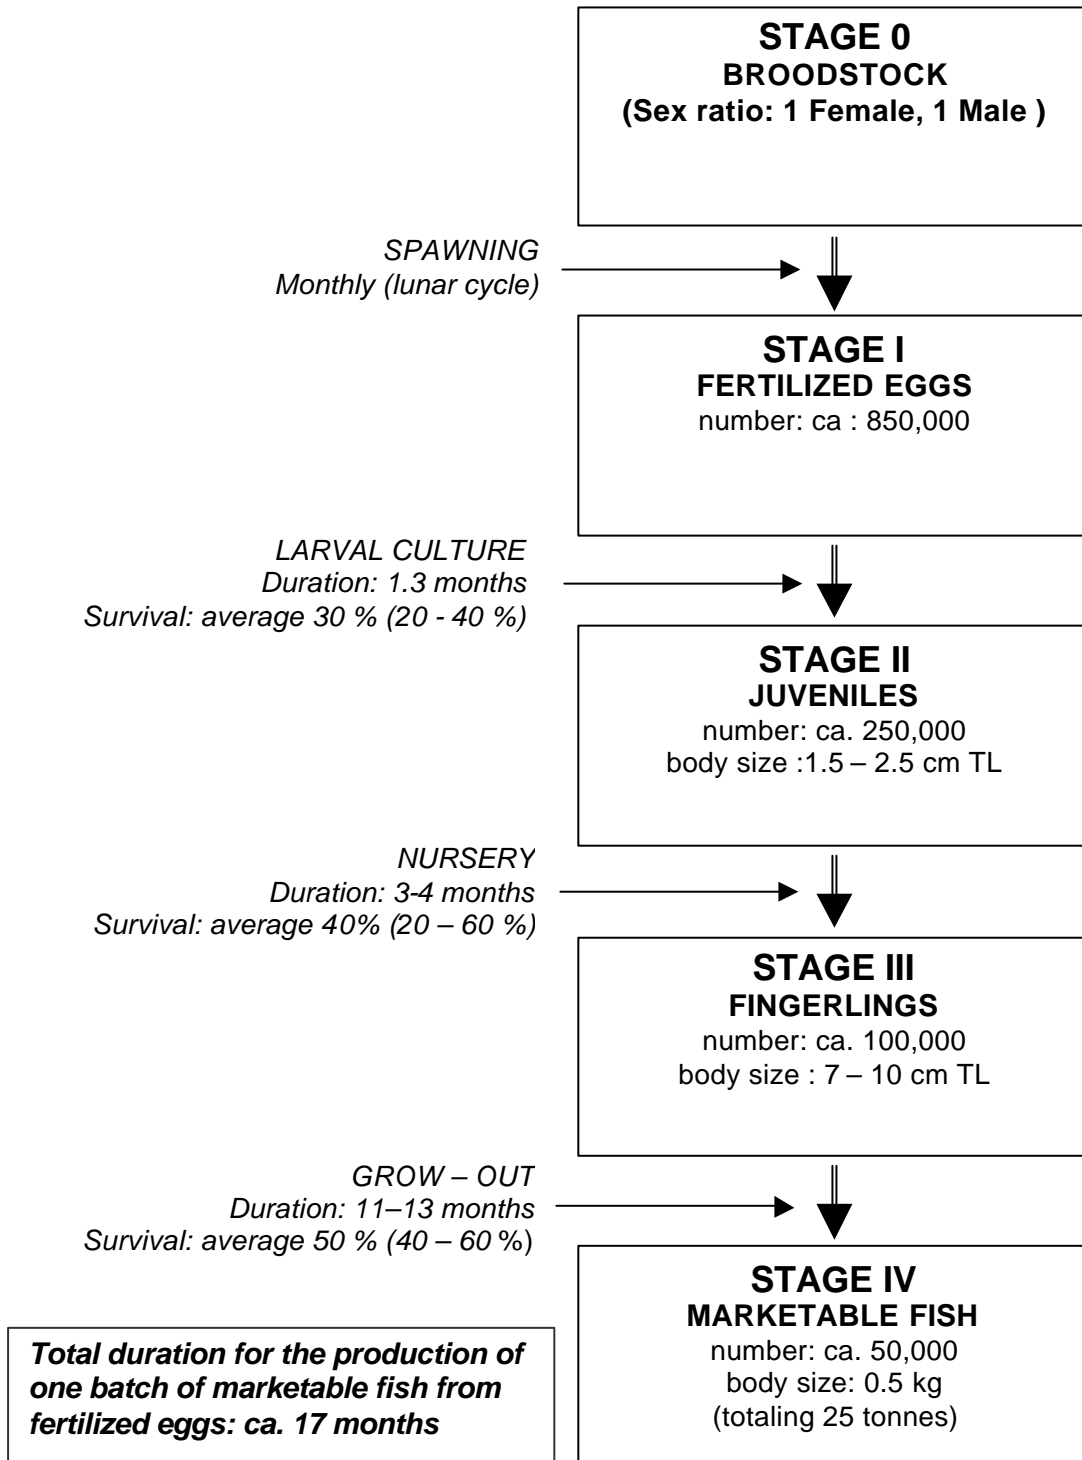 STAGE 0
BROODSTOCK
(Sex ratio: 1 Female, 1 Male )
SPAWNING
Monthly (lunar cycle)
STAGE I
FERTILIZED EGGS
number: ca : 850,000
LARVAL CULTURE
Duration: 1.3 months
Survival: average 30 % (20 - 40 %)
STAGE II
JUVENILES
number: ca. 250,000
body size :1.5 – 2.5 cm TL
NURSERY
Duration: 3-4 months
Survival: average 40% (20 – 60 %)
STAGE III
FINGERLINGS
number: ca. 100,000
body size : 7 – 10 cm TL
GROW – OUT
Duration: 11–13 months
Survival: average 50 % (40 – 60 %)
STAGE IV
MARKETABLE FISH
number: ca. 50,000
body size: 0.5 kg
(totaling 25 tonnes)
Total duration for the production of
one batch of marketable fish from
fertilized eggs: ca. 17 months